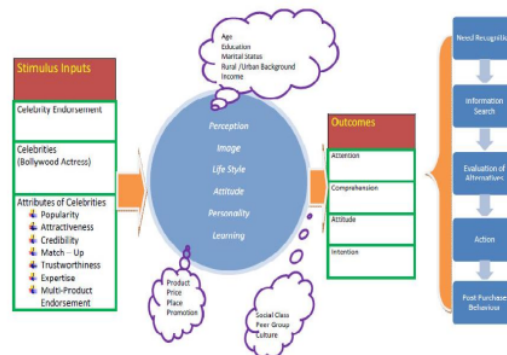 Stimulus Inputs
Celebrity Endorsement
Celebrities
(Bollywood Actress)
Attributes of Celebrities
Popularity
Attractiveness
Credibility
Match – Up
Trustworthiness
Expertise
Multi-Product
Endorsement
Age
Education
Marital Status
Rural /Urban Background
Income
Perception
Image
Life Style
Attitude
Personality
Learning
Product
Price
Place
Promotion
Social Class
Peer Group
Culture
Outcomes
Attention
Comprehension
Attitude
Intention
Need Recognition
Information
Search
Evaluation of
Alternatives
Action
Post Purchase
Behaviour